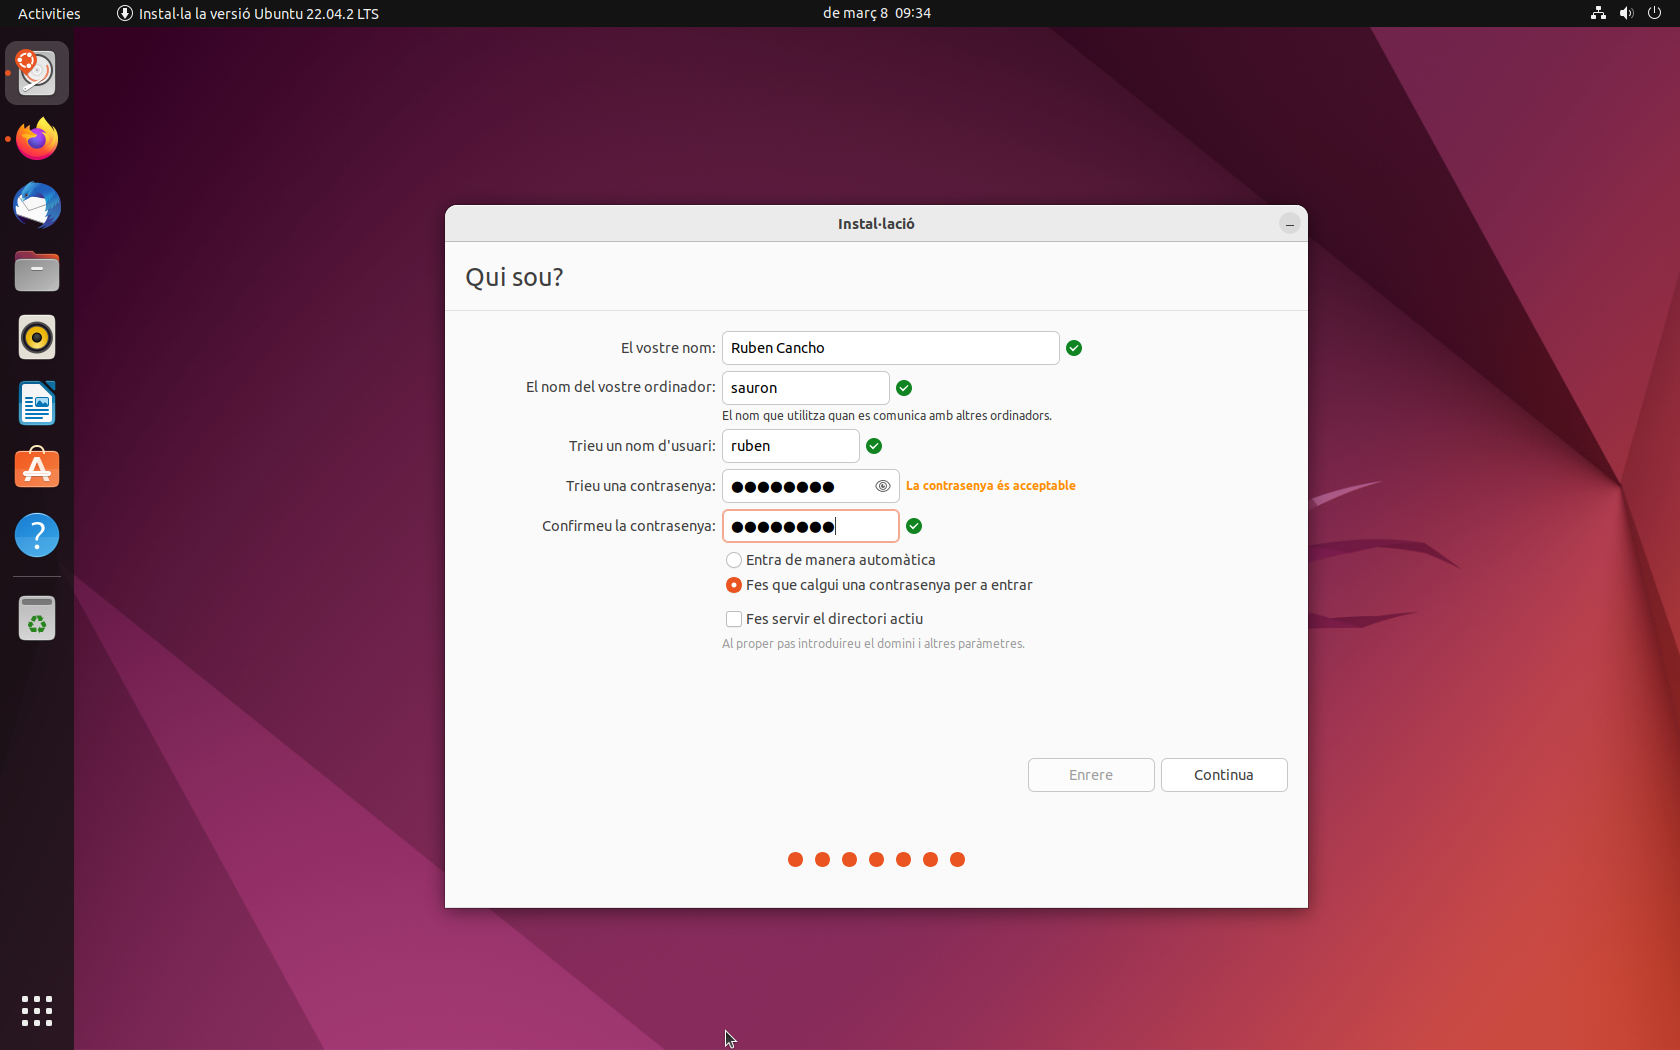 Activities Instal·la la versió Ubuntu 22.04.2 LTS de març 8 09:34
Instal·lació
Qui sou?
El vostre nom: Ruben Cancho
El nom del vostre ordinador: sauron
El nom que utilitza quan es comunica amb altres ordinadors.
Trieu un nom d'usuari: ruben
Trieu una contrasenya: ●●●●●●●● La contrasenya és acceptable
Confirmeu la contrasenya: ●●●●●●●●
Entra de manera automàtica
Fes que calgui una contrasenya per a entrar
Fes servir el directori actiu
Al proper pas introduireu el domini i altres paràmetres.
Enrere Continua